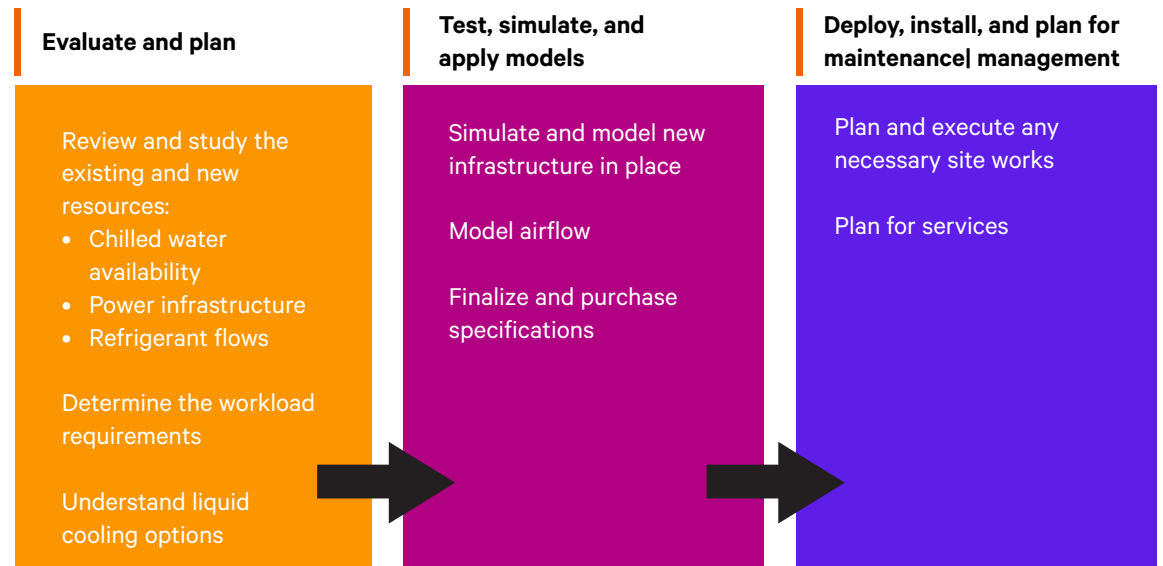 Evaluate and plan
Review and study the
existing and new
resources:
• Chilled water
availability
• Power infrastructure
• Refrigerant flows
Determine the workload
requirements
Understand liquid
cooling options
Test, simulate, and
apply models
Simulate and model new
infrastructure in place
Model airflow
Finalize and purchase
specifications
Deploy, install, and plan for
maintenance| management
Plan and execute any
necessary site works
Plan for services